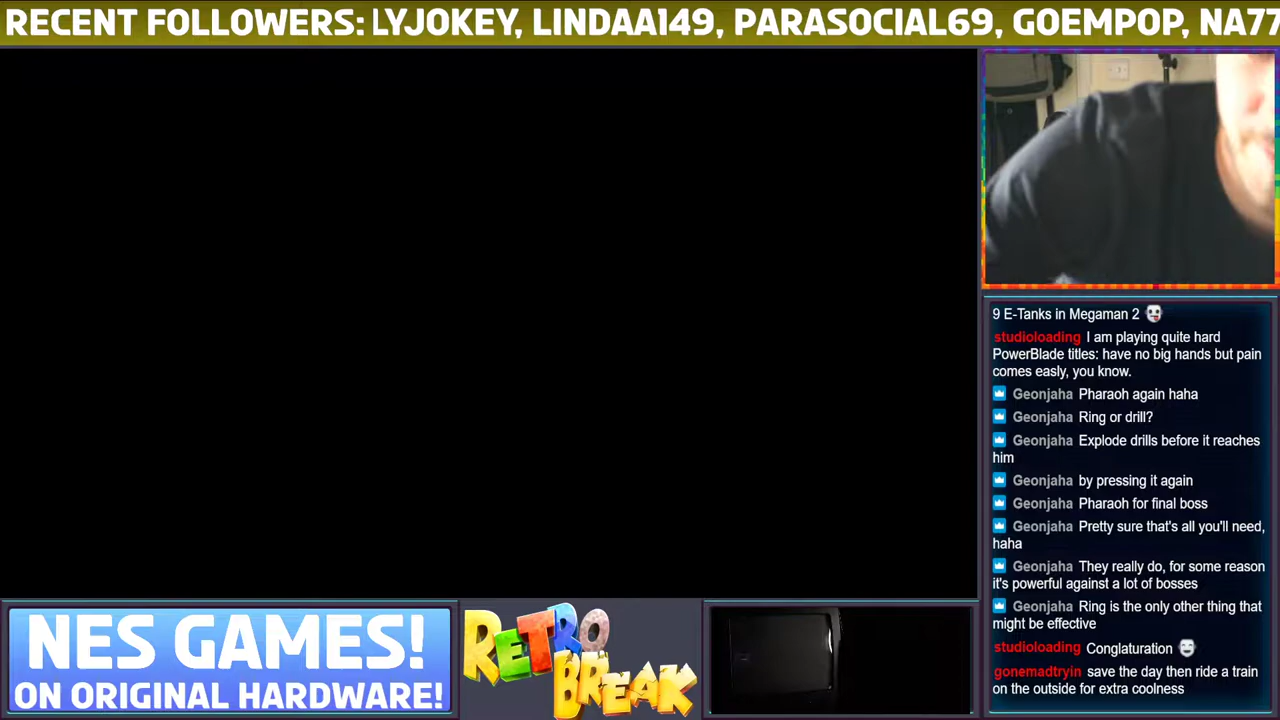 RECENT FOLLOWERS: LYJOKEY, LINDAA149, PARASOCIAL69, GOEMPOP, NA77
9 E-Tanks in Megaman 2
studioloading I am playing quite hard
PowerBlade titles: have no big hands but pain
comes easly, you know.
Geonjaha Pharaoh again haha
Geonjaha Ring or drill?
Geonjaha Explode drills before it reaches
him
Geonjaha by pressing it again
Geonjaha Pharaoh for final boss
Geonjaha Pretty sure that's all you'll need,
haha
Geonjaha They really do, for some reason
it's powerful against a lot of bosses
Geonjaha Ring is the only other thing that
might be effective
studioloading Conglaturation
gonemadtryin save the day then ride a train
on the outside for extra coolness
NES GAMES!
ON ORIGINAL HARDWARE!
RETRO
BREAK